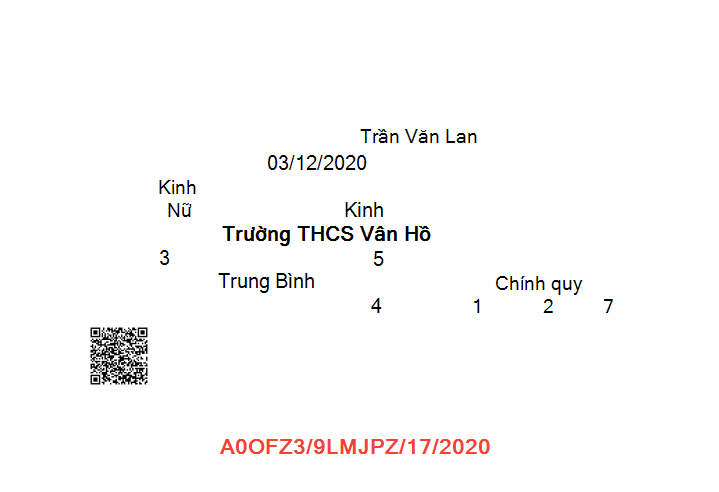 Trần Văn Lan
03/12/2020
Kinh
Nữ Kinh
Trường THCS Vân Hồ
3 5
Trung Bình Chính quy
4 1 2 7
A0OFZ3/9LMJPZ/17/2020